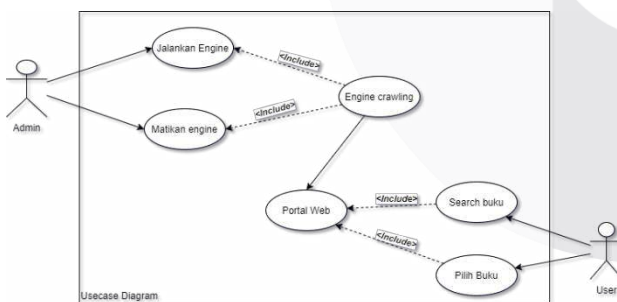 Jalankan Engine
<Include>
Engine crawling
<Include>
Admin
Matikan engine
<Include>
Search buku
Portal Web
<Include>
Pilih Buku
User
Usecase Diagram